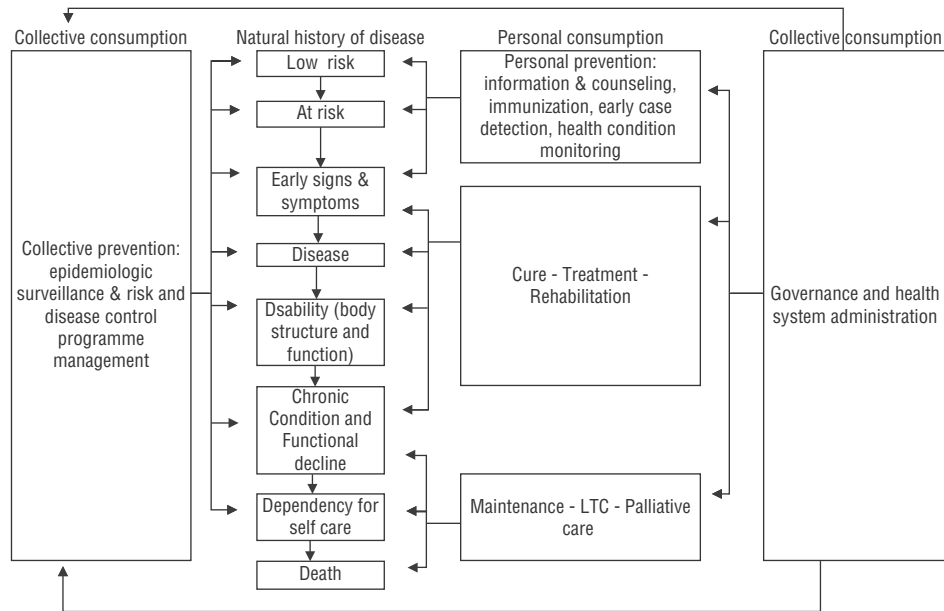 Collective consumption
Collective prevention:
epidemiologic
surveillance & risk and
disease control
programme
management
Natural history of disease
Low risk
At risk
Early signs &
symptoms
Disease
Dsability (body
structure and
function)
Chronic
Condition and
Functional
decline
Dependency for
self care
Death
Personal consumption
Personal prevention:
information & counseling,
immunization, early case
detection, health condition
monitoring
Cure - Treatment -
Rehabilitation
Maintenance - LTC - Palliative
care
Collective consumption
Governance and health
system administration